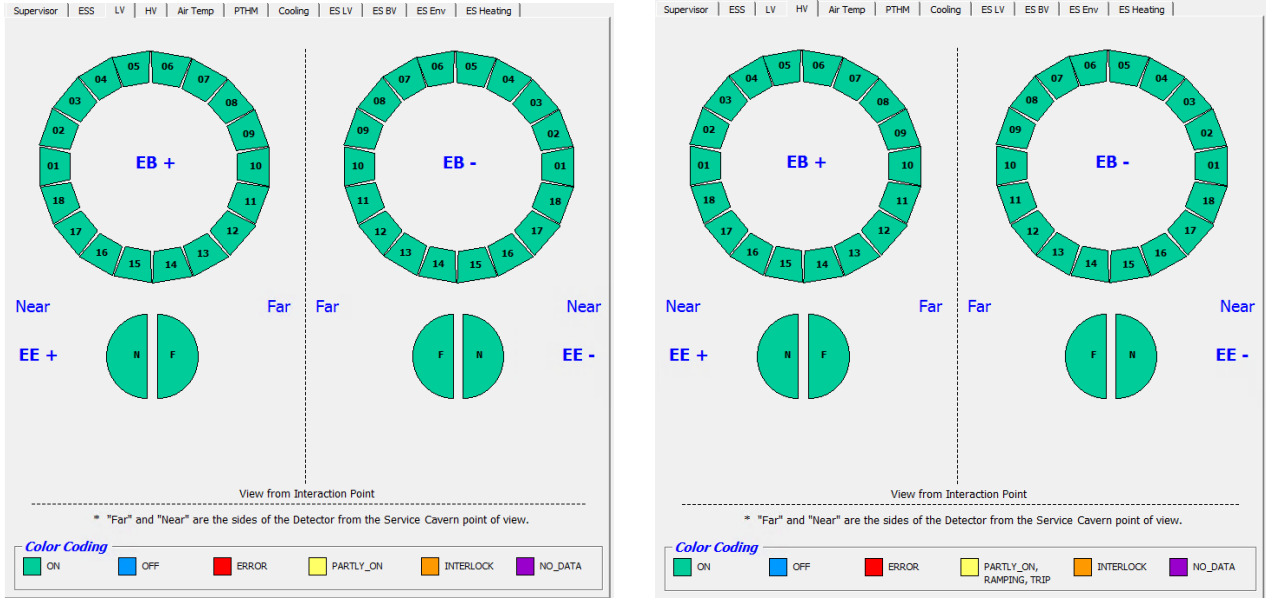 Supervisor ESS LV HV Air Temp PTHM Cooling ES LV ES BV ES Env ES Heating
05 06
04 07
03 08
02 09
01 EB + 10
18 11
17 12
16 13
15 14
06 05
07 04
08 03
09 02
10 EB - 01
11 18
12 17
13 16
14 15
Near Far Far Near
EE + N F F N EE -
View from Interaction Point
* "Far" and "Near" are the sides of the Detector from the Service Cavern point of view.
Color Coding
ON OFF ERROR PARTLY_ON INTERLOCK NO_DATA
Supervisor ESS LV HV Air Temp PTHM Cooling ES LV ES BV ES Env ES Heating
05 06
04 07
03 08
02 09
01 EB + 10
18 11
17 12
16 13
15 14
06 05
07 04
08 03
09 02
10 EB - 01
11 18
12 17
13 16
14 15
Near Far Far Near
EE + N F F N EE -
View from Interaction Point
* "Far" and "Near" are the sides of the Detector from the Service Cavern point of view.
Color Coding
ON OFF ERROR PARTLY_ON, INTERLOCK NO_DATA
RAMPING, TRIP